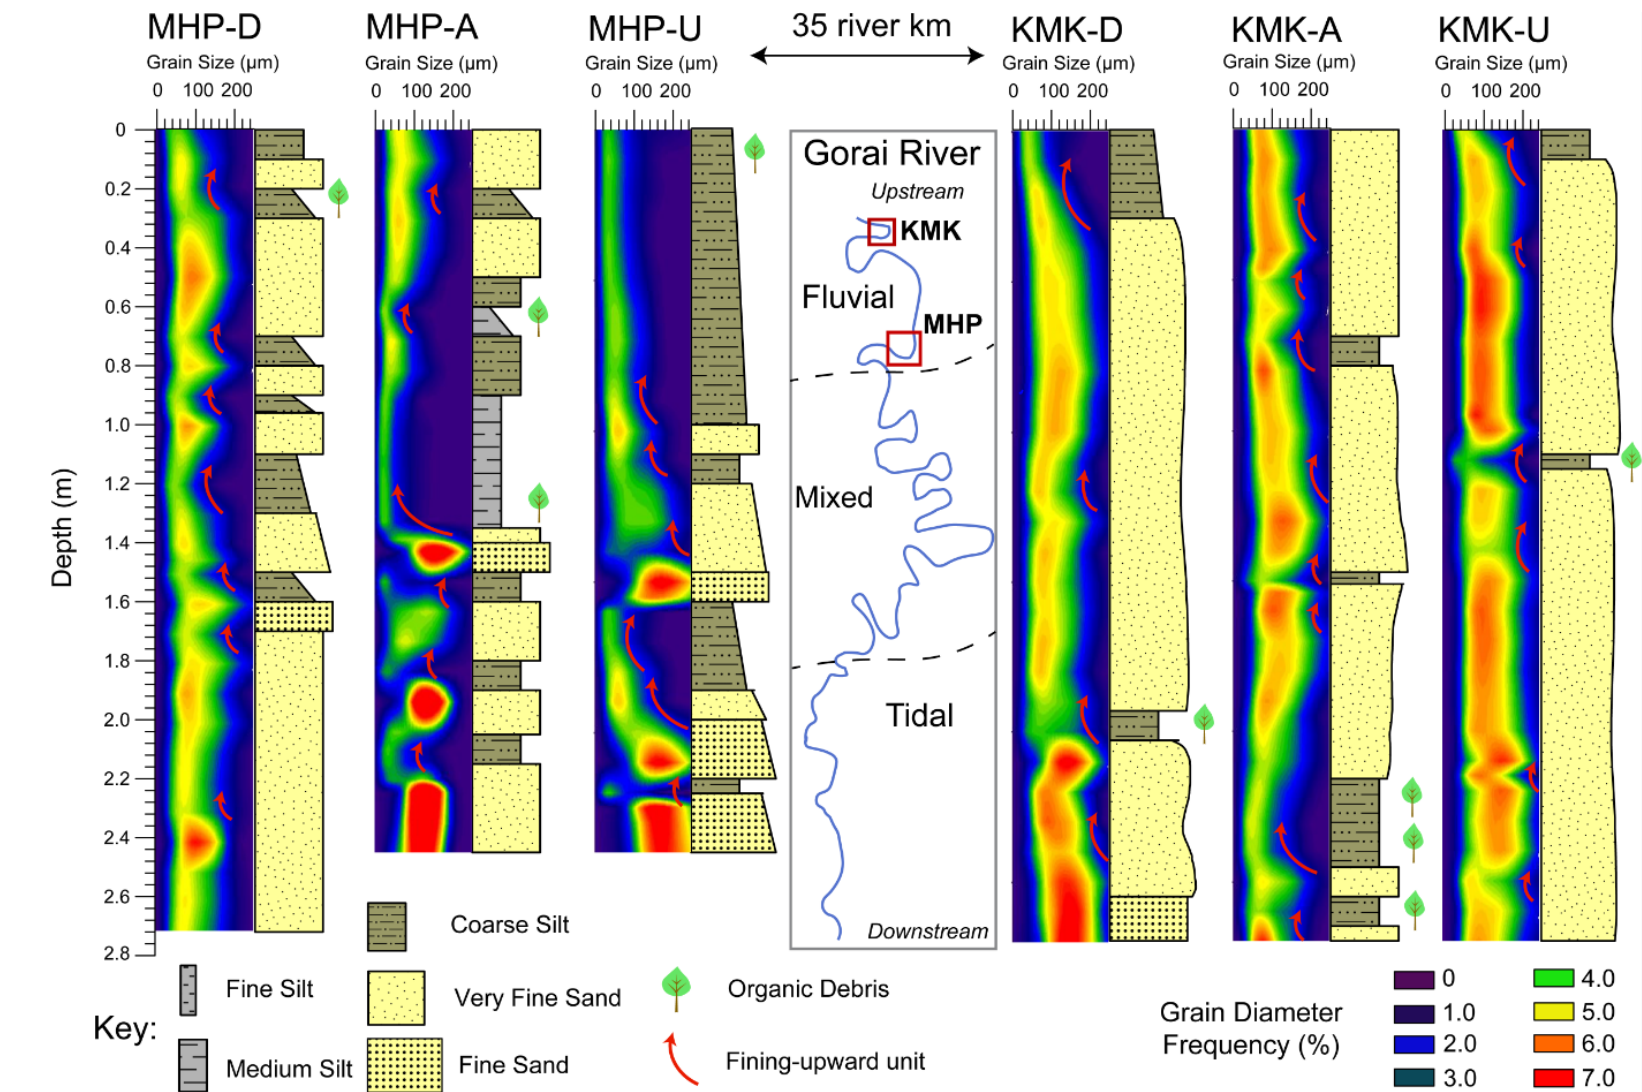 MHP-D MHP-A MHP-U 35 river km KMK-D KMK-A KMK-U
Grain Size (µm) Grain Size (µm) Grain Size (µm) Grain Size (µm) Grain Size (µm) Grain Size (µm)
0 100 200 0 100 200 0 100 200 0 100 200 0 100 200 0 100 200
Depth (m)
0
0.2
0.4
0.6
0.8
1.0
1.2
1.4
1.6
1.8
2.0
2.2
2.4
2.6
2.8
Gorai River
Upstream
KMK
Fluvial
MHP
Mixed
Tidal
Downstream
Key:
Fine Silt
Medium Silt
Coarse Silt
Very Fine Sand
Fine Sand
Organic Debris
Fining-upward unit
Grain Diameter
Frequency (%)
0
1.0
2.0
3.0
4.0
5.0
6.0
7.0